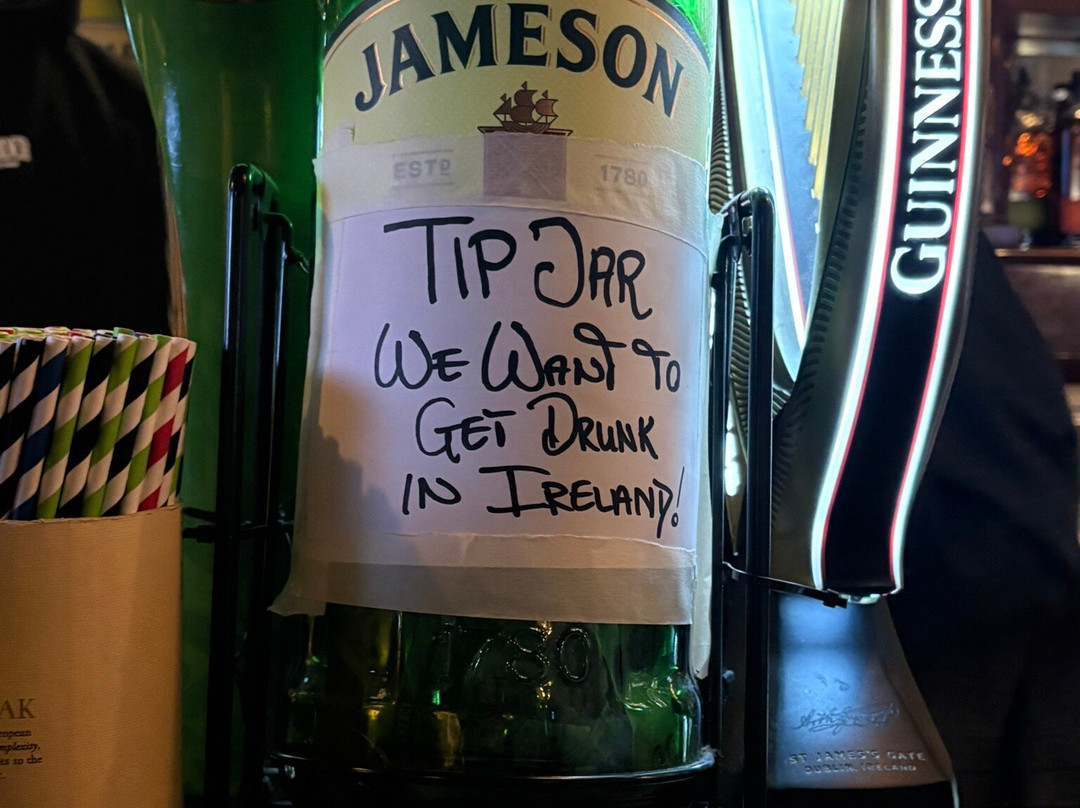 JAMESON
ESTD 1780
TIP JAR
WE WANT TO
GET DRUNK
IN IRELAND!
1780
GUINNESS
ST JAMES'S GATE
DUBLIN, IRELAND
AK